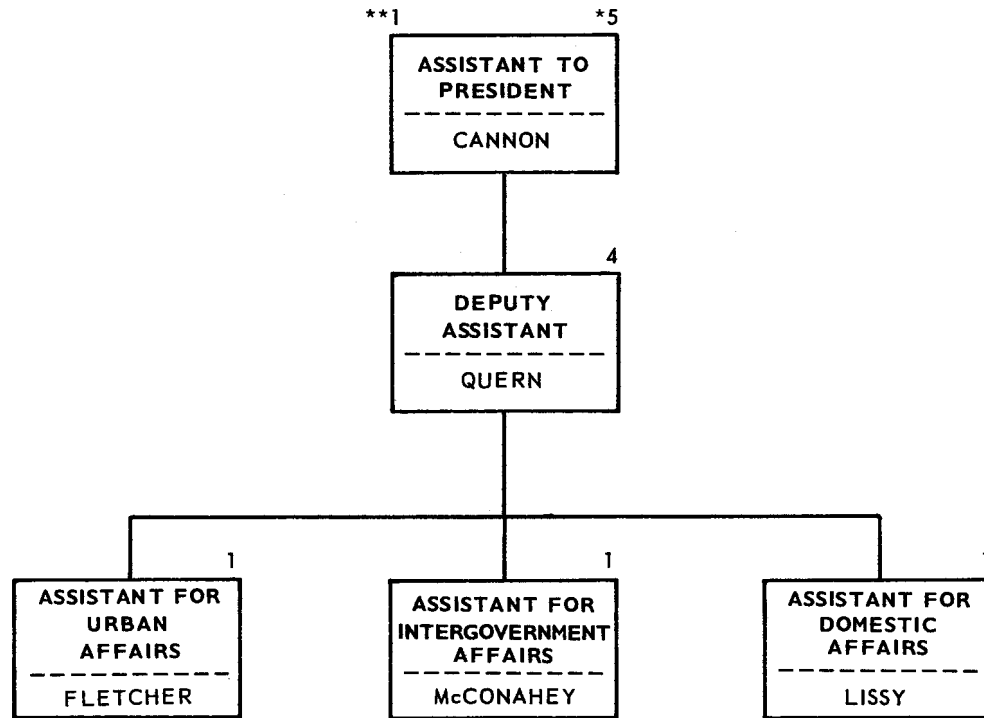 **1 *5
ASSISTANT TO
PRESIDENT
CANNON
4
DEPUTY
ASSISTANT
QUERN
1
ASSISTANT FOR
URBAN
AFFAIRS
FLETCHER
1
ASSISTANT FOR
INTERGOVERNMENT
AFFAIRS
McCONAHEY
ASSISTANT FOR
DOMESTIC
AFFAIRS
LISSY